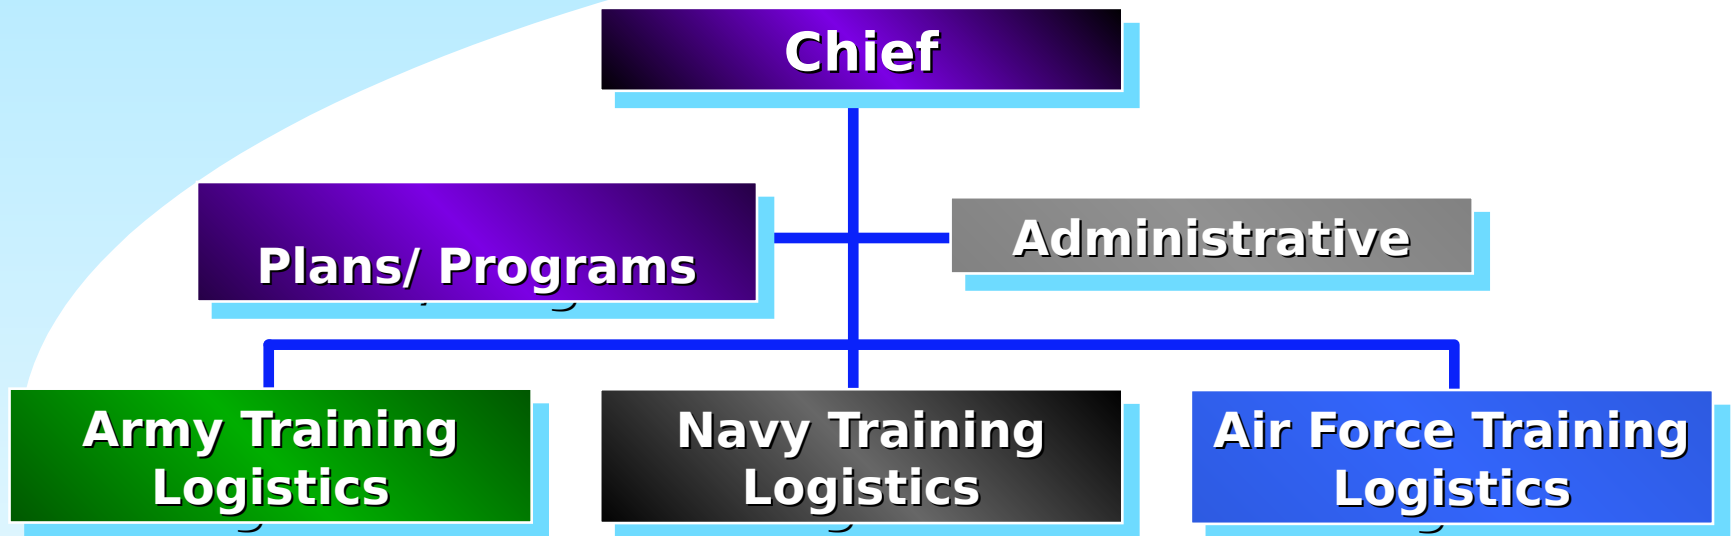 Chief
Plans/ Programs
Administrative
Army Training
Logistics
Navy Training
Logistics
Air Force Training
Logistics